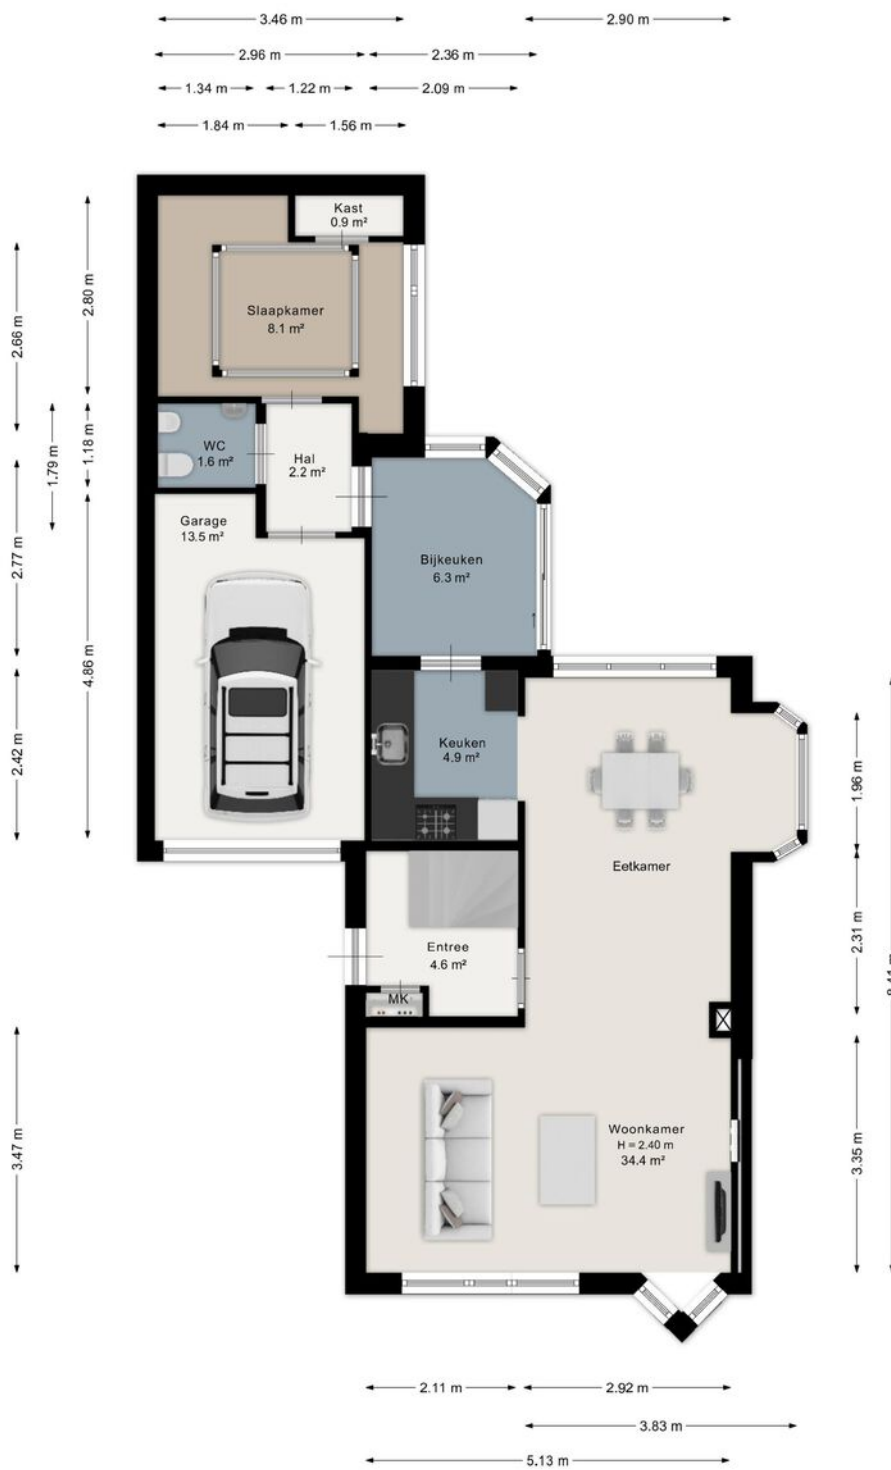 3.46 m
2.90 m
2.96 m
2.36 m
1.34 m
1.22 m
2.09 m
1.84 m
1.56 m
2.66 m
2.80 m
1.79 m
1.18 m
2.77 m
4.86 m
2.42 m
3.47 m
Kast
0.9 m²
Slaapkamer
8.1 m²
WC
1.6 m²
Hal
2.2 m²
Garage
13.5 m²
Bijkeuken
6.3 m²
Keuken
4.9 m²
Eetkamer
Entree
4.6 m²
MK
Woonkamer
H = 2.40 m
34.4 m²
1.96 m
2.31 m
3.35 m
2.11 m
2.92 m
3.83 m
5.13 m